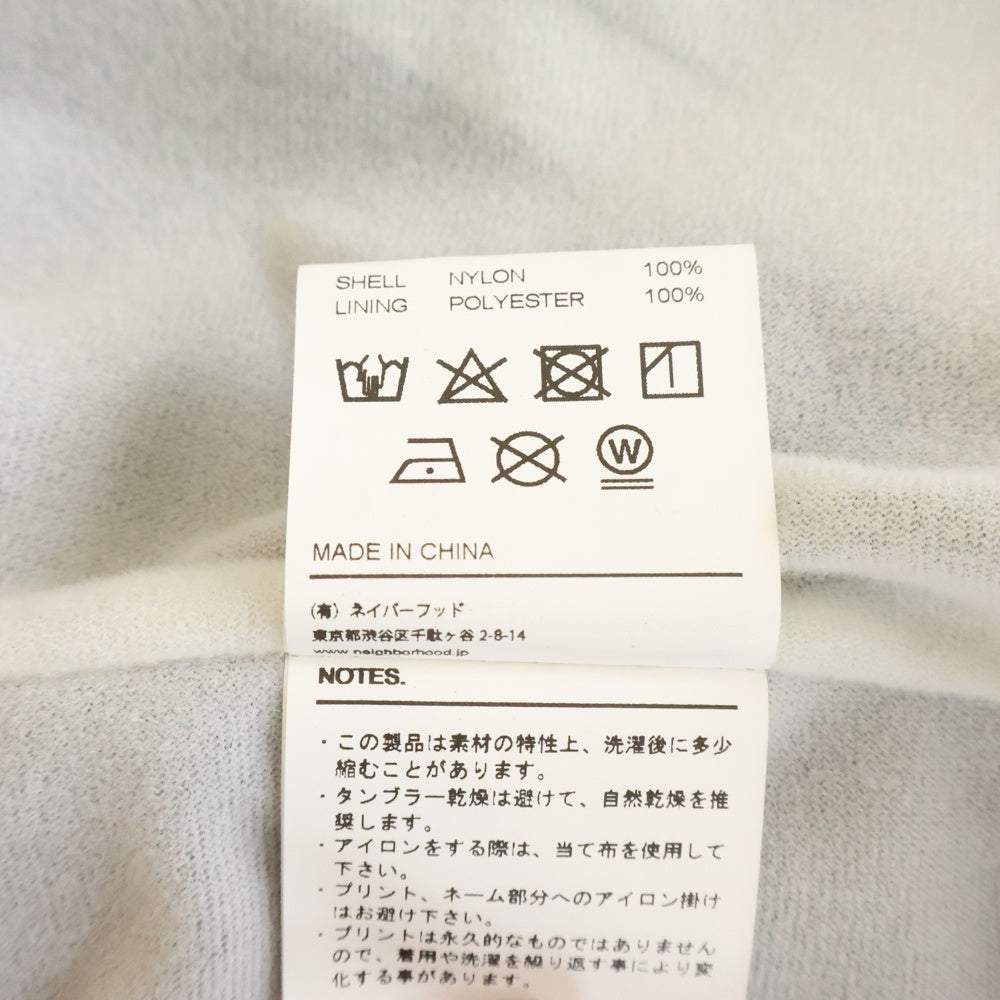 SHELL NYLON 100%
LINING POLYESTER 100%
W
MADE IN CHINA
(有) ネイバーフッド
東京都渋谷区千駄ヶ谷 2-8-14
www.neighborhood.jp
NOTES.
・この製品は素材の特性上、洗濯後に多少
縮むことがあります。
・タンブラー乾燥は避けて、自然乾燥を推
奨します。
・アイロンをする際は、当て布を使用して
下さい。
・プリント、ネーム部分へのアイロン掛け
はお避け下さい。
・プリントは永久的なものではありません
ので、着用や洗濯を繰り返す事により変
化する事があります。